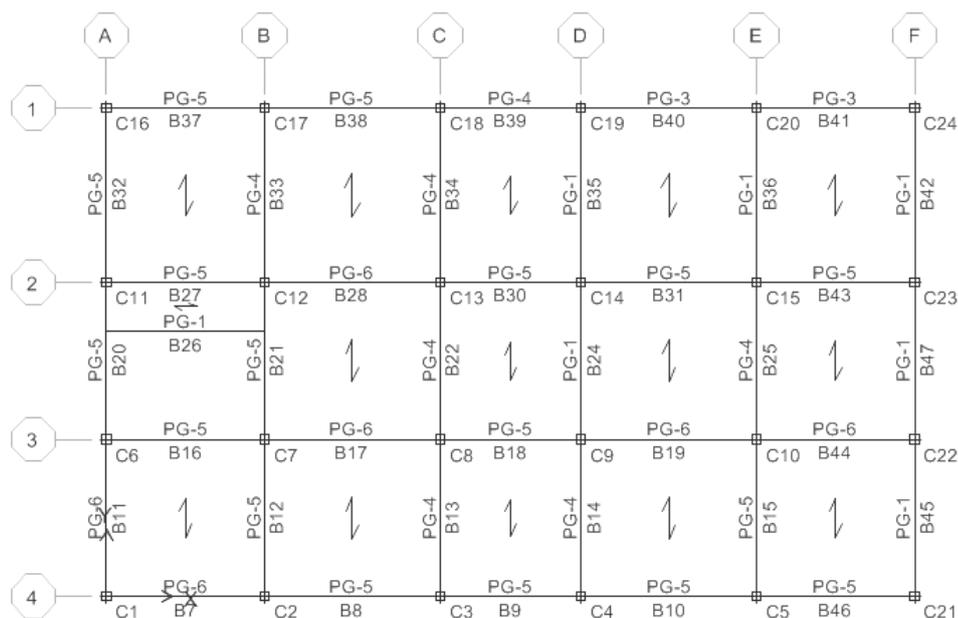 A B C D E F
1
PG-5 PG-5 PG-4 PG-3 PG-3
C16 B37 C17 B38 C18 B39 C19 B40 C20 B41 C24
PG-5 B32 PG-4 B33 PG-4 B34 PG-1 B35 PG-1 B36 PG-1 B42
2
PG-5 PG-6 PG-5 PG-5 PG-5
C11 B27 C12 B28 C13 B30 C14 B31 C15 B43 C23
PG-1
B26
PG-5 B20 PG-5 B21 PG-4 B22 PG-1 B24 PG-4 B25 PG-1 B47
3
PG-5 PG-6 PG-5 PG-6 PG-6
C6 B16 C7 B17 C8 B18 C9 B19 C10 B44 C22
PG-6 B11 PG-5 B12 PG-4 B13 PG-4 B14 PG-5 B15 PG-1 B45
4
PG-6 PG-5 PG-5 PG-5 PG-5
C1 B7 X C2 B8 C3 B9 C4 B10 C5 B46 C21